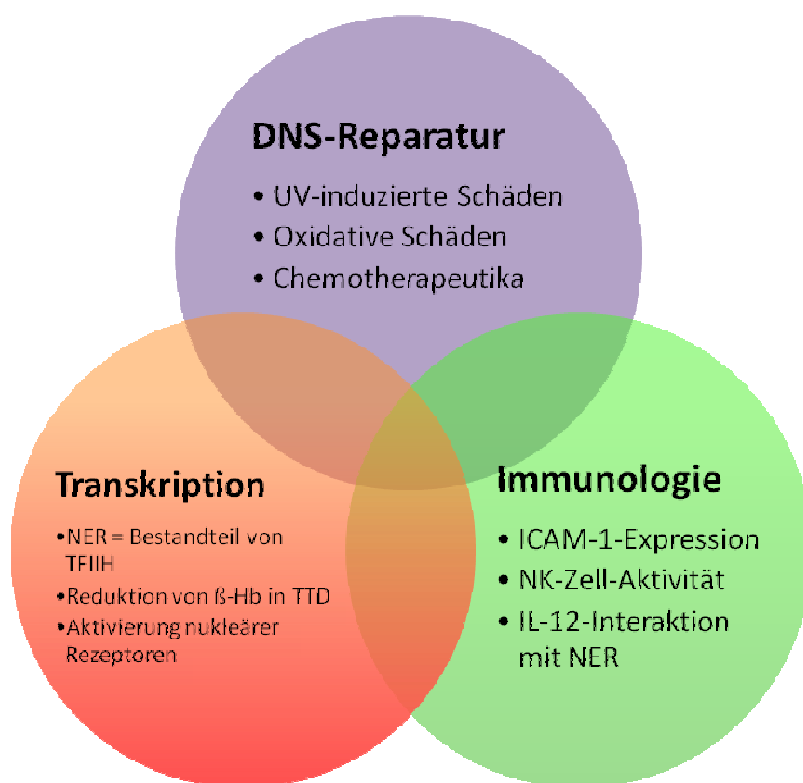 DNS-Reparatur
• UV-induzierte Schäden
• Oxidative Schäden
• Chemotherapeutika
Transkription
•NER = Bestandteil von
TFIIH
•Reduktion von ß-Hb in TTD
•Aktivierung nukleärer
Rezeptoren
Immunologie
• ICAM-1-Expression
• NK-Zell-Aktivität
• IL-12-Interaktion
mit NER